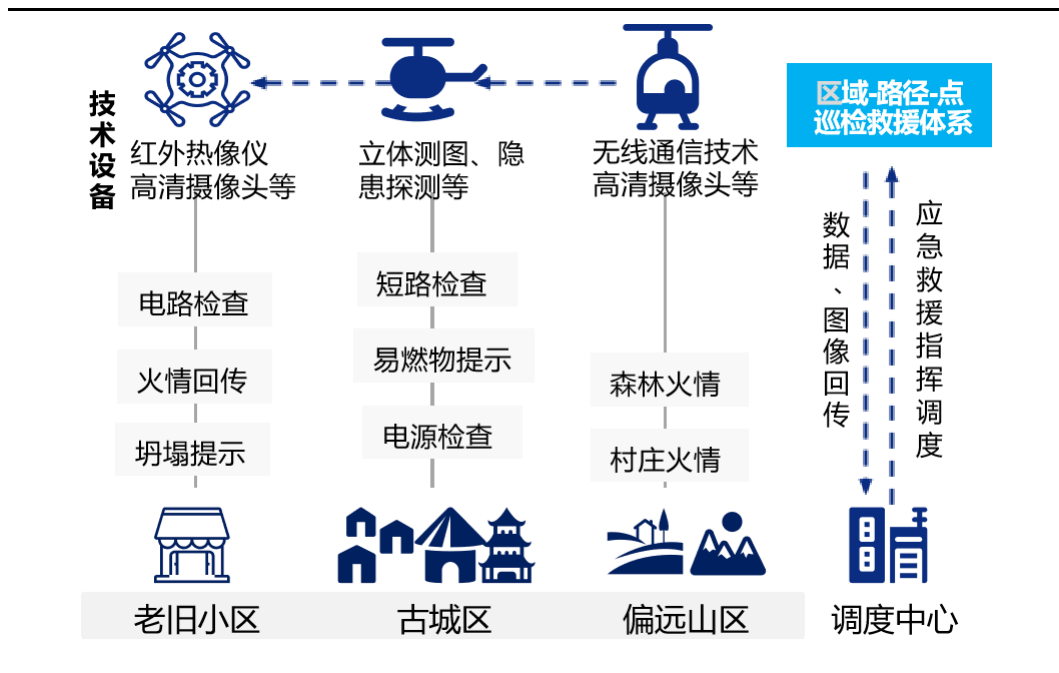 技术设备
红外热像仪
高清摄像头等
立体测图、隐
患探测等
无线通信技术
高清摄像头等
区域-路径-点
巡检救援体系
电路检查
火情回传
坍塌提示
短路检查
易燃物提示
电源检查
森林火情
村庄火情
数据、图像回传
应急救援指挥调度
老旧小区
古城区
偏远山区
调度中心